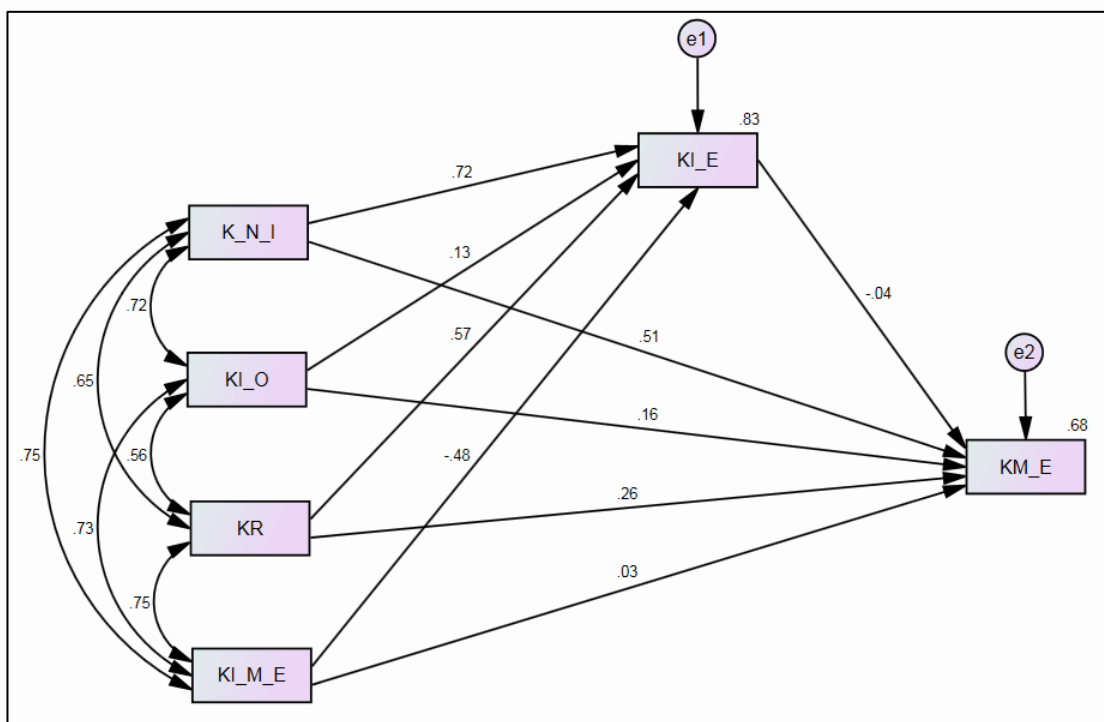 e1
.83
KI_E
.72
K_N_I
.13
.72
-.04
.57
.51
e2
KI_O
.65
.16
.68
.75
.56
-.48
KM_E
.26
.73
KR
.03
.75
KI_M_E